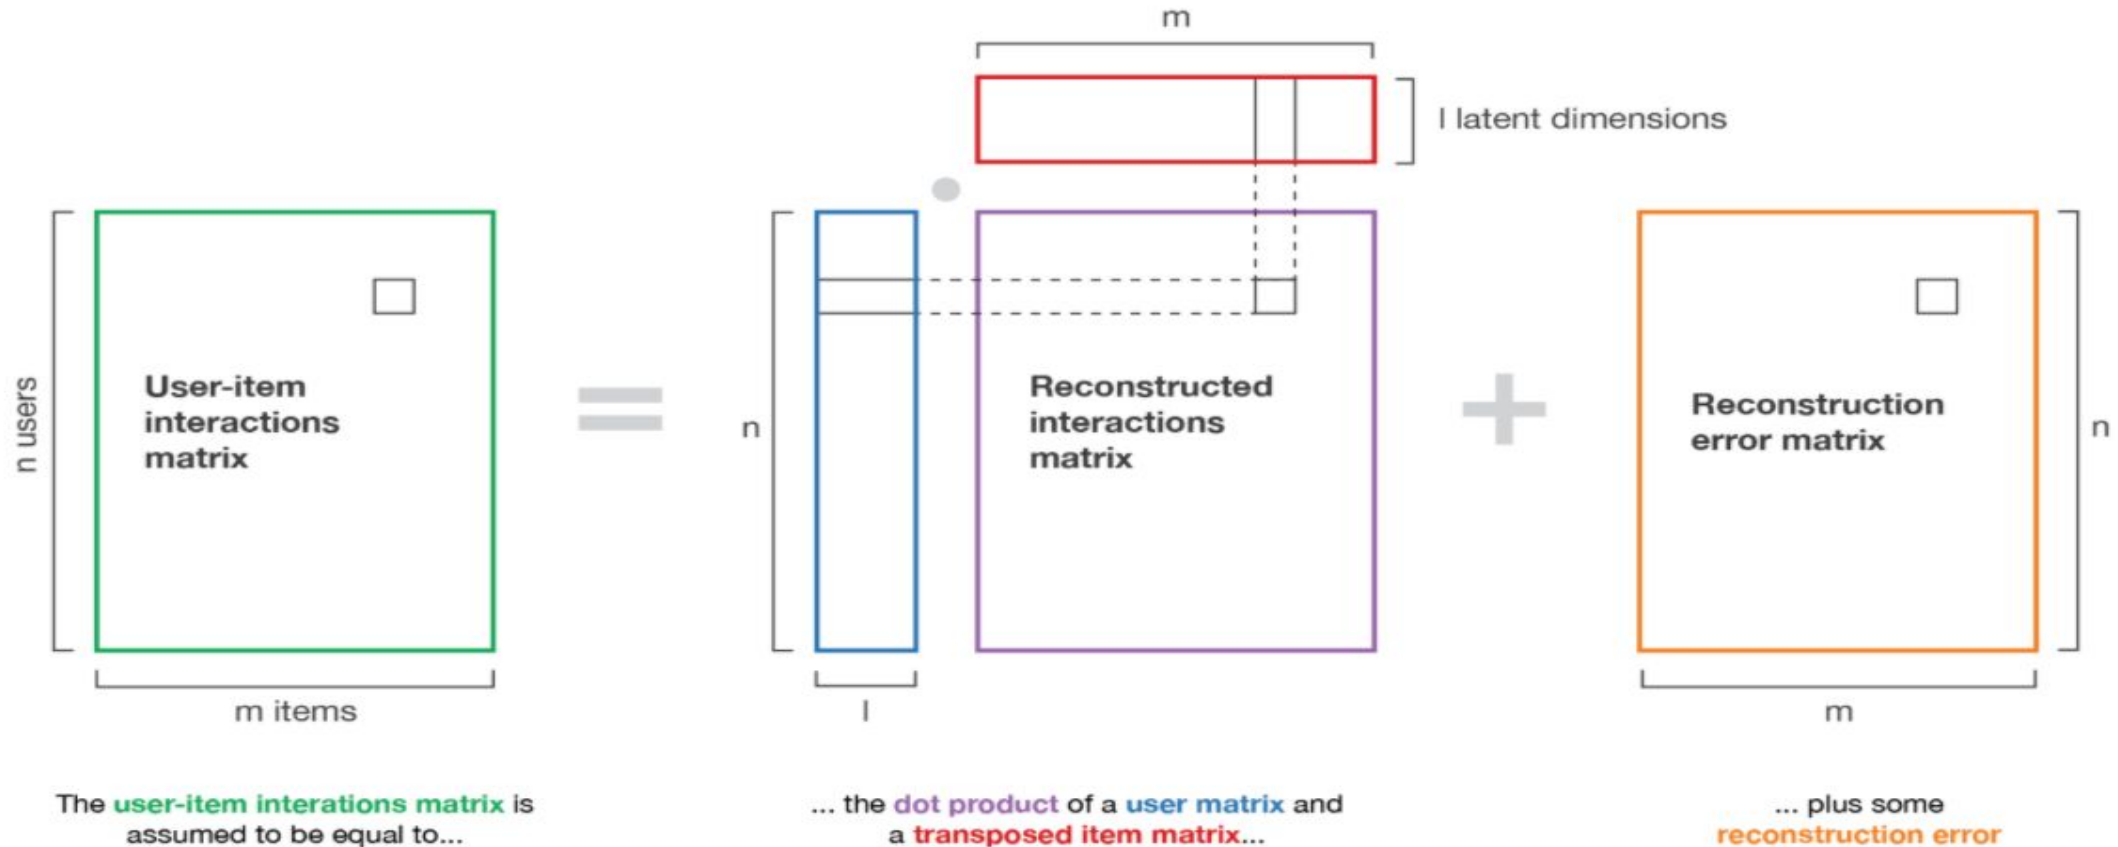 m
l latent dimensions
n users
User-item
interactions
matrix
m items
=
n
l
Reconstructed
interactions
matrix
+
Reconstruction
error matrix
n
m
The user-item interations matrix is
assumed to be equal to...
... the dot product of a user matrix and
a transposed item matrix...
... plus some
reconstruction error